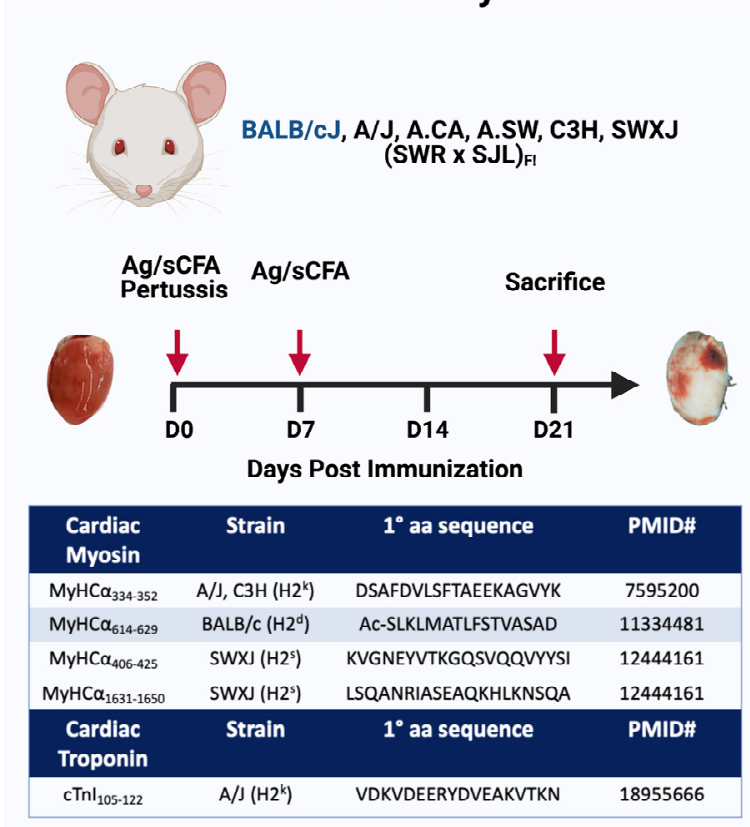 BALB/cJ, A/J, A.CA, A.SW, C3H, SWXJ
(SWR x SJL)F!
Ag/sCFA
Pertussis
Ag/sCFA
Sacrifice
D0 D7 D14 D21
Days Post Immunization
Cardiac Myosin Strain 1° aa sequence PMID#
MyHCα334-352 A/J, C3H (H2k) DSAFDVLSFTAEEKAGVYK 7595200
MyHCα614-629 BALB/c (H2d) Ac-SLKLMATLFSTVASAD 11334481
MyHCα406-425 SWXJ (H2s) KVGNEYVTKGQSVQQVYYSI 12444161
MyHCα1631-1650 SWXJ (H2s) LSQANRIASEAQKHLKNSQA 12444161
Cardiac Troponin Strain 1° aa sequence PMID#
cTnI105-122 A/J (H2k) VDKVDEERYDVEAKVTKN 18955666